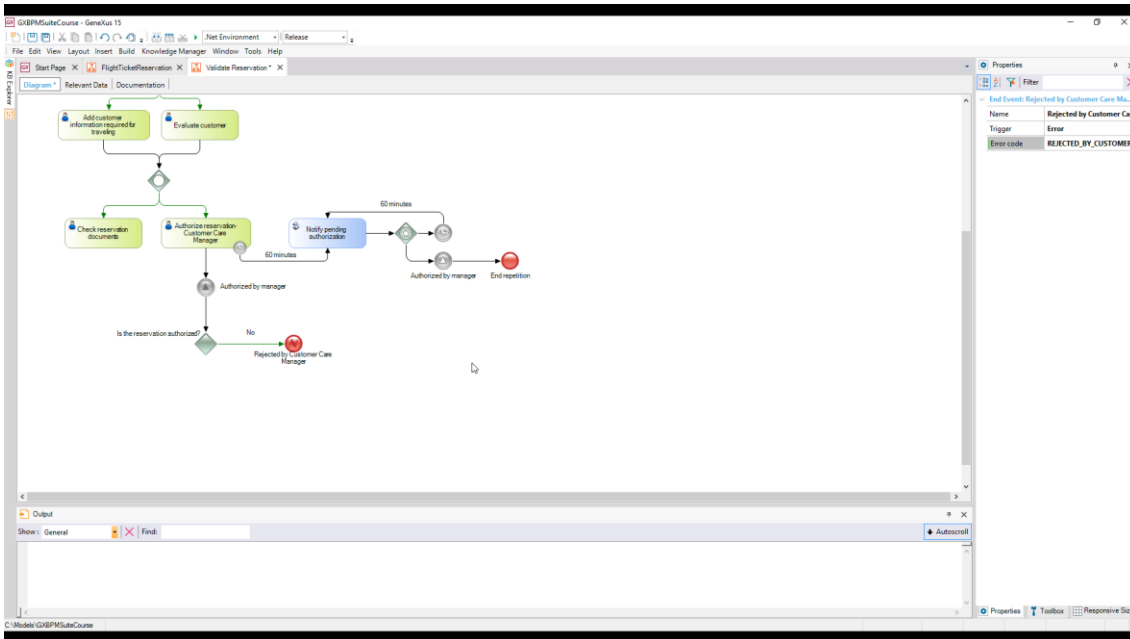 GXBPMSuiteCourse - GeneXus 15
.Net Environment
Release
File Edit View Layout Insert Build Knowledge Manager Window Tools Help
Start Page X FlightTicketReservation X Validate Reservation * X
Diagram * Relevant Data Documentation
KB Explorer
Add customer
information required for
traveling
Evaluate customer
Check reservation
documents
Authorize reservation-
Customer Care
Manager
60 minutes
Notify pending
authorization
60 minutes
Authorized by manager
End repetition
Authorized by manager
Is the reservation authorized?
No
Rejected by Customer Care
Manager
Properties
Filter
End Event: Rejected by Customer Care Ma...
Name Rejected by Customer Ca
Trigger Error
Error code REJECTED_BY_CUSTOMER
Output
Show: General Find: Autoscroll
Properties Toolbox Responsive Siz
C:\Models\GXBPMSuiteCourse